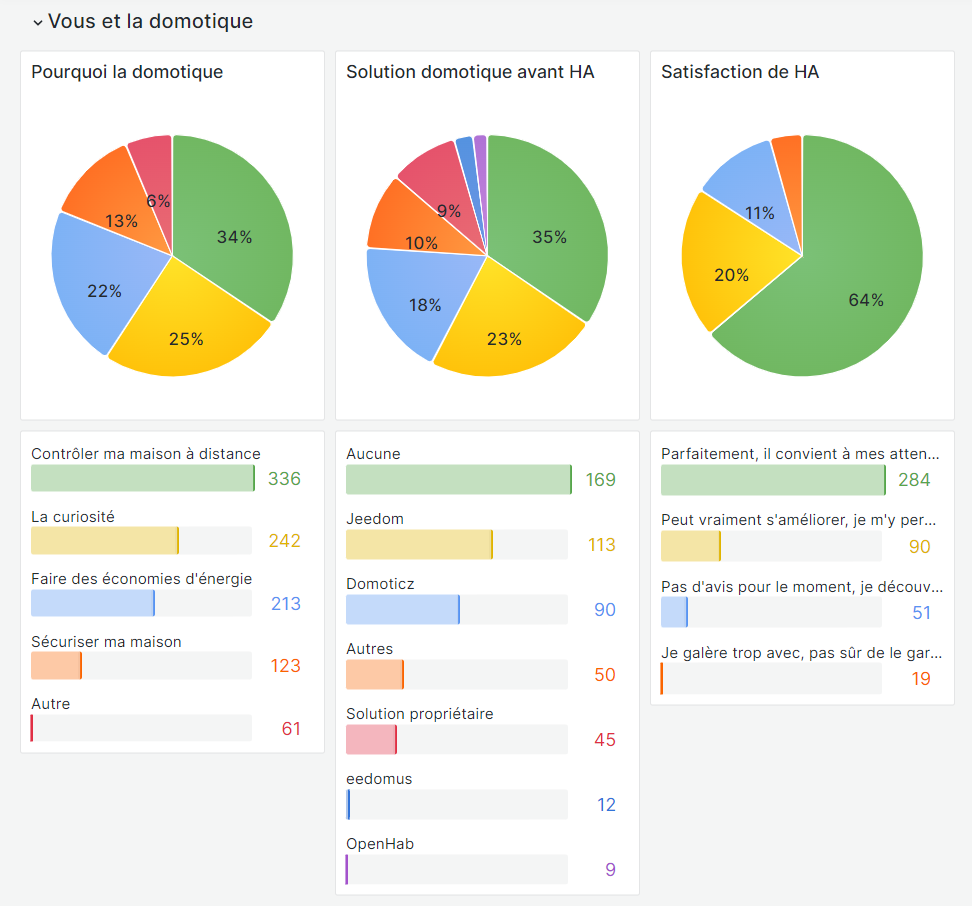 Vous et la domotique
Pourquoi la domotique
34%
25%
22%
13%
6%
Contrôler ma maison à distance
336
La curiosité
242
Faire des économies d'énergie
213
Sécuriser ma maison
123
Autre
61
Solution domotique avant HA
35%
23%
18%
10%
9%
Aucune
169
Jeedom
113
Domoticz
90
Autres
50
Solution propriétaire
45
eedomus
12
OpenHab
9
Satisfaction de HA
64%
20%
11%
Parfaitement, il convient à mes atten...
284
Peut vraiment s'améliorer, je m'y per...
90
Pas d'avis pour le moment, je découv...
51
Je galère trop avec, pas sûr de le gar...
19